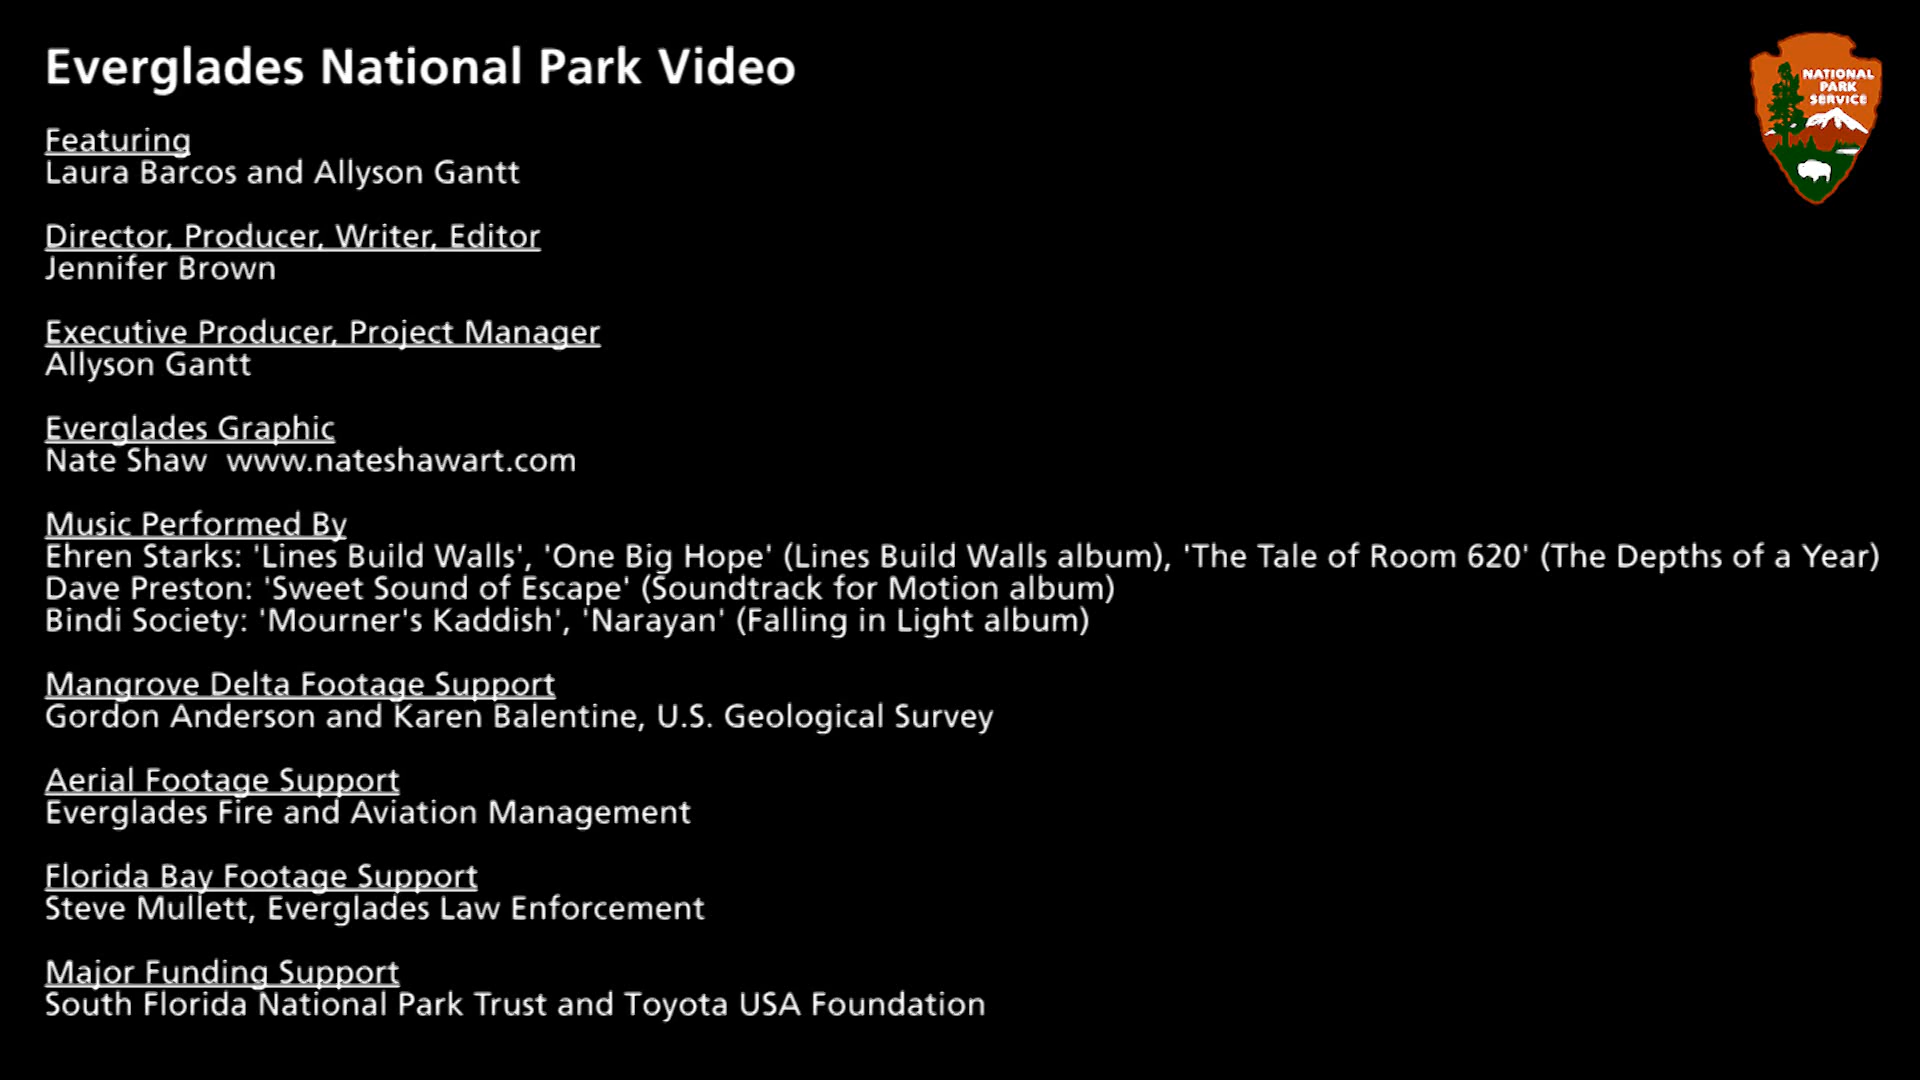 Everglades National Park Video
NATIONAL
PARK
SERVICE
Featuring
Laura Barcos and Allyson Gantt
Director, Producer, Writer, Editor
Jennifer Brown
Executive Producer, Project Manager
Allyson Gantt
Everglades Graphic
Nate Shaw  www.nateshawart.com
Music Performed By
Ehren Starks: 'Lines Build Walls', 'One Big Hope' (Lines Build Walls album), 'The Tale of Room 620' (The Depths of a Year)
Dave Preston: 'Sweet Sound of Escape' (Soundtrack for Motion album)
Bindi Society: 'Mourner's Kaddish', 'Narayan' (Falling in Light album)
Mangrove Delta Footage Support
Gordon Anderson and Karen Balentine, U.S. Geological Survey
Aerial Footage Support
Everglades Fire and Aviation Management
Florida Bay Footage Support
Steve Mullett, Everglades Law Enforcement
Major Funding Support
South Florida National Park Trust and Toyota USA Foundation